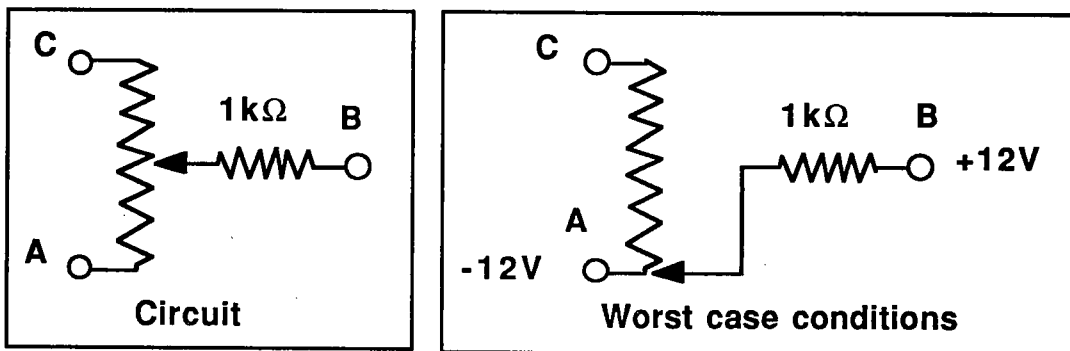 C
1kΩ
B
A
Circuit
C
1kΩ
B
+12V
A
-12V
Worst case conditions